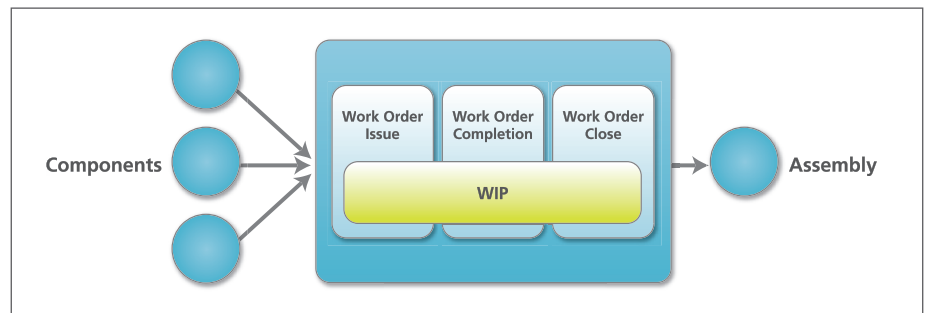 Components
Work Order
Issue
Work Order
Completion
Work Order
Close
WIP
Assembly